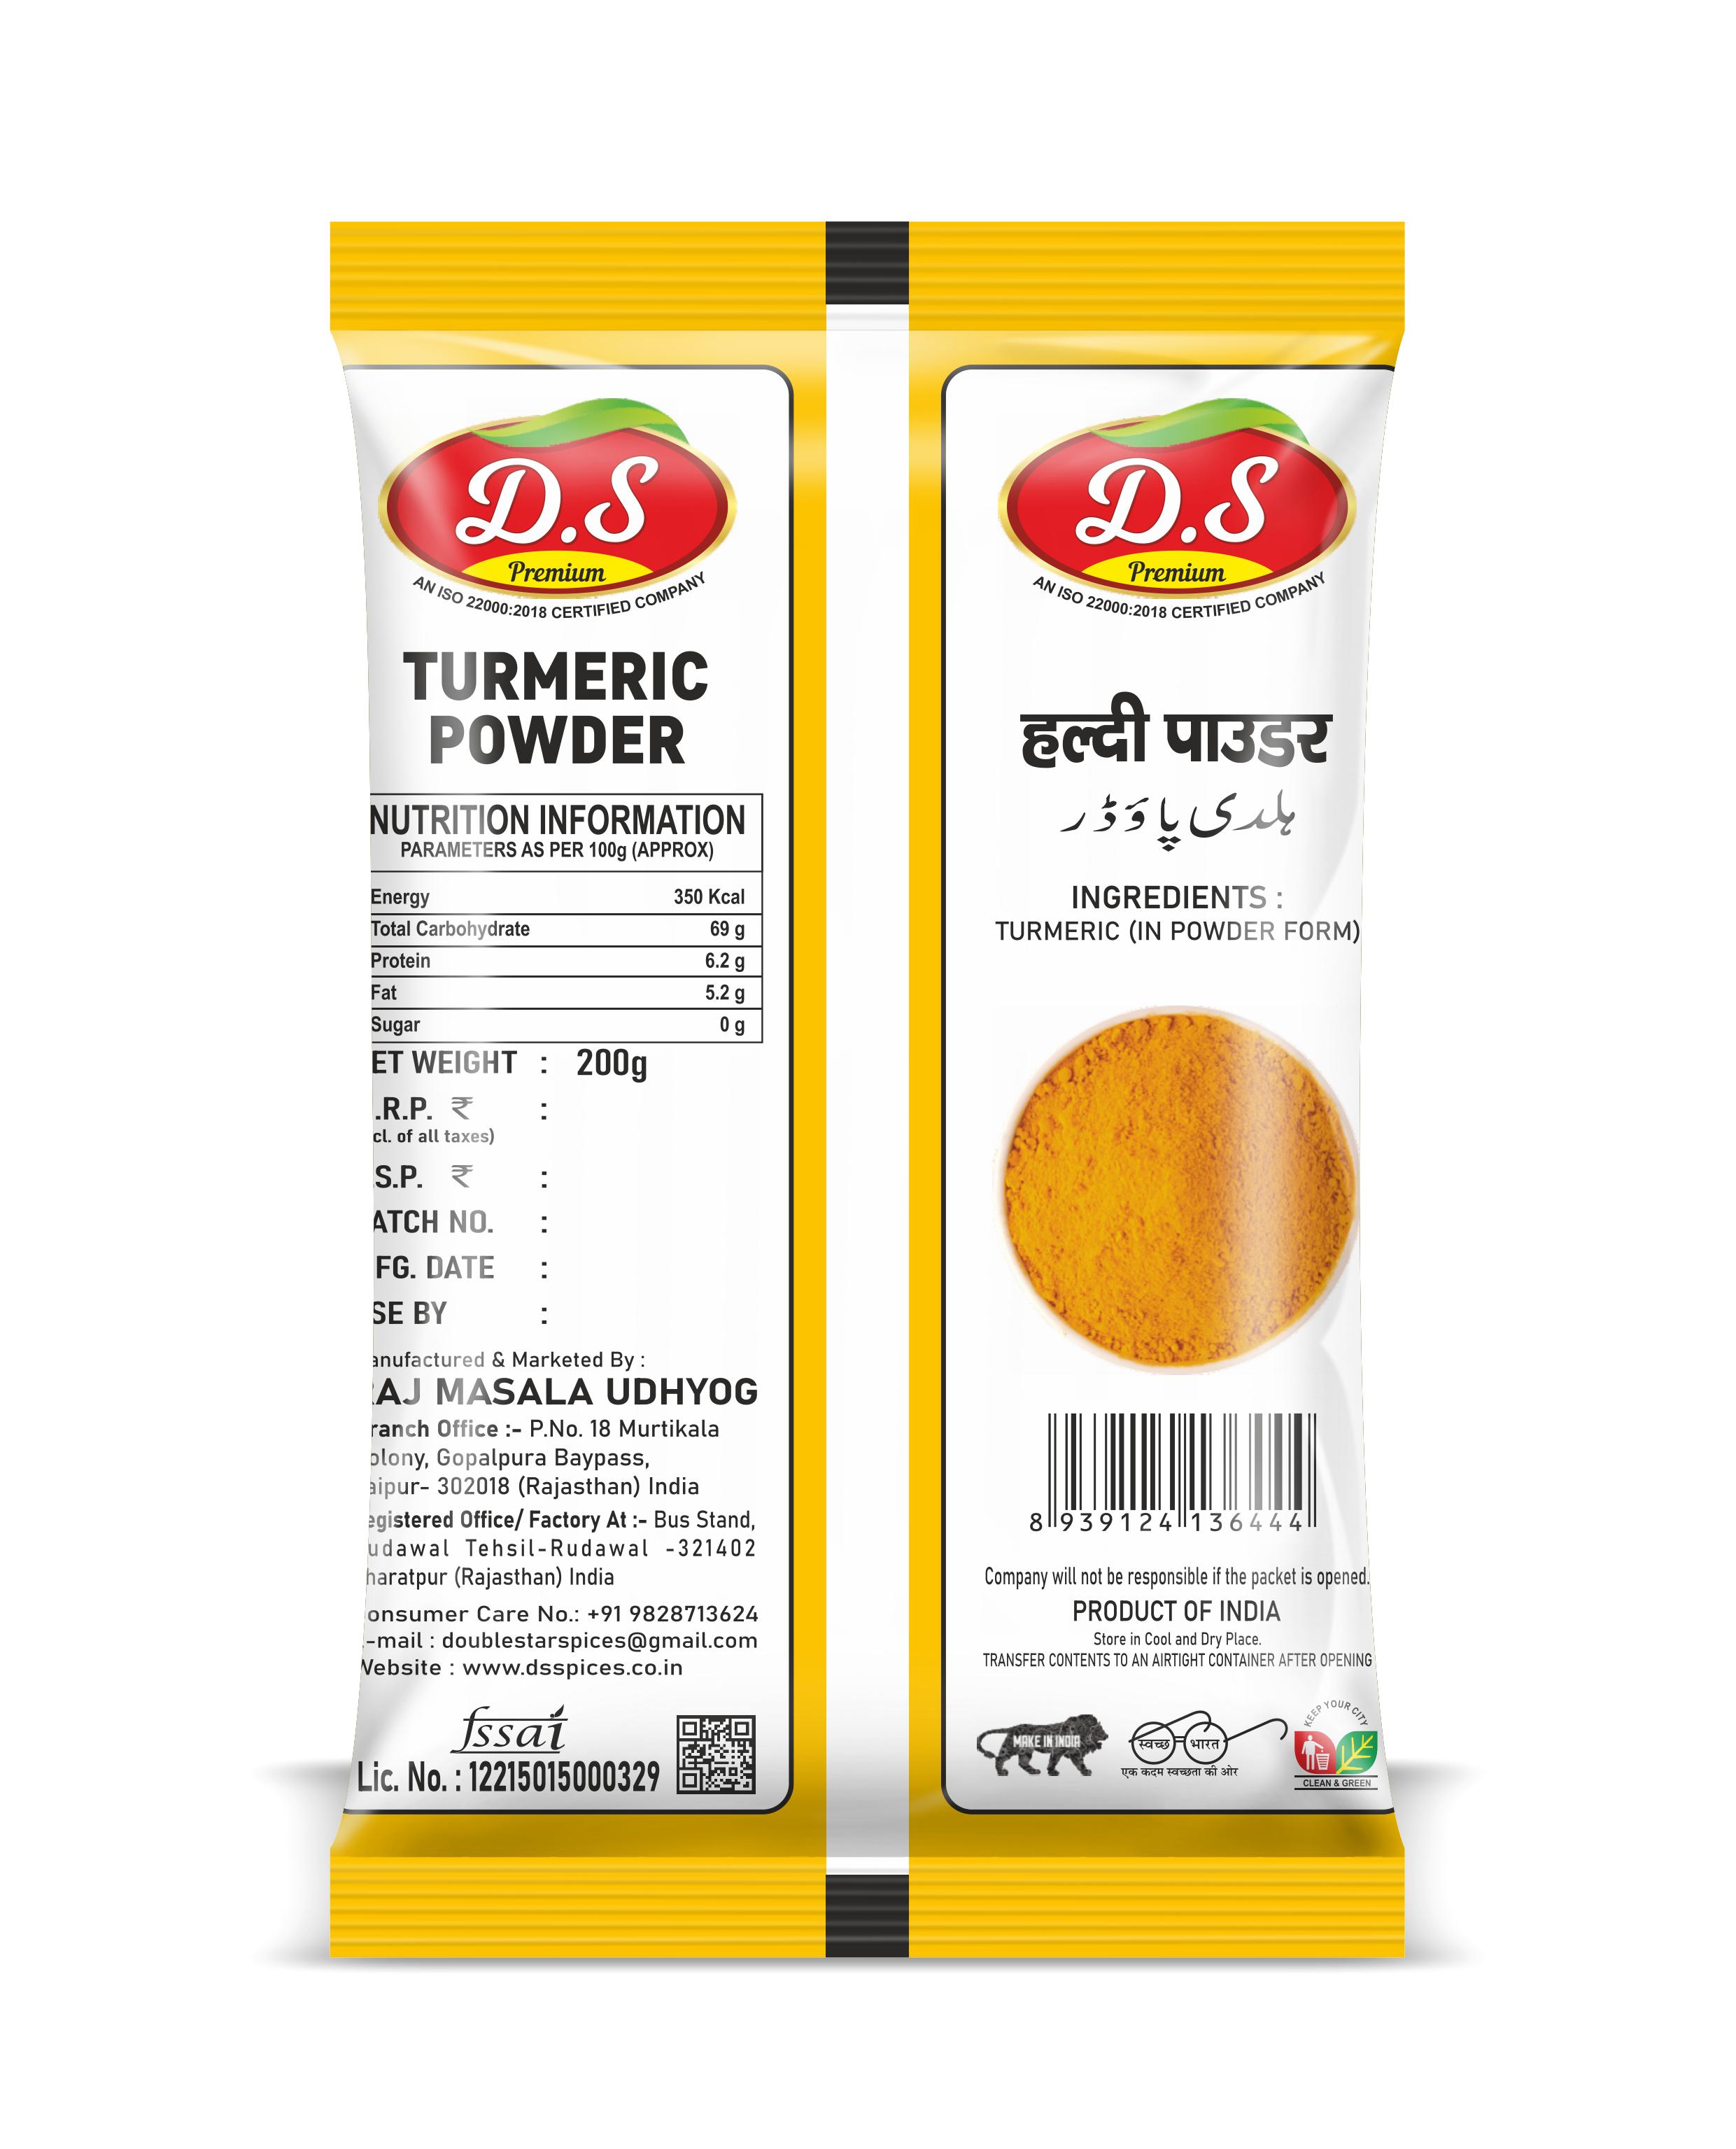 D.S
Premium
AN ISO 22000:2018 CERTIFIED COMPANY
TURMERIC
POWDER
NUTRITION INFORMATION
PARAMETERS AS PER 100g (APPROX)
Energy 350 Kcal
Total Carbohydrate 69 g
Protein 6.2 g
Fat 5.2 g
Sugar 0 g
ET WEIGHT : 200g
.R.P. ₹ :
cl. of all taxes)
.S.P. ₹ :
ATCH NO. :
FG. DATE :
SE BY :
anufactured & Marketed By :
RAJ MASALA UDHYOG
ranch Office :- P.No. 18 Murtikala
olony, Gopalpura Baypass,
aipur- 302018 (Rajasthan) India
egistered Office/ Factory At :- Bus Stand,
udawal Tehsil-Rudawal -321402
haratpur (Rajasthan) India
onsumer Care No.: +91 9828713624
-mail : doublestarspices@gmail.com
Website : www.dsspices.co.in
fssai
Lic. No. : 12215015000329
D.S
Premium
AN ISO 22000:2018 CERTIFIED COMPANY
हल्दी पाउडर
ہلدی پاؤڈر
INGREDIENTS :
TURMERIC (IN POWDER FORM)
8 939124 136444
Company will not be responsible if the packet is opened.
PRODUCT OF INDIA
Store in Cool and Dry Place.
TRANSFER CONTENTS TO AN AIRTIGHT CONTAINER AFTER OPENING
MAKE IN INDIA
स्वच्छ भारत
एक कदम स्वच्छता की ओर
KEEP YOUR CITY
CLEAN & GREEN